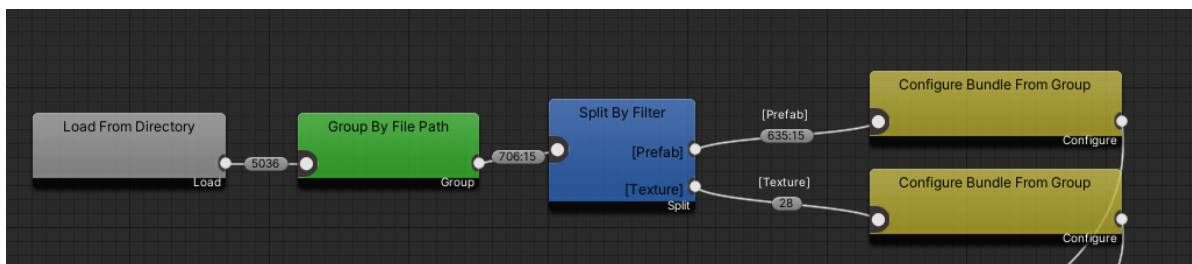 Load From Directory
5036
Load
Group By File Path
706:15
Group
Split By Filter
[Prefab]
[Texture]
Split
[Prefab]
635:15
[Texture]
28
Configure Bundle From Group
Configure
Configure Bundle From Group
Configure